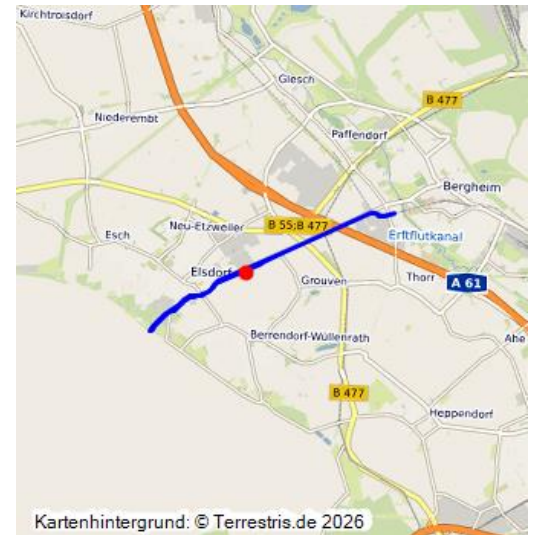 Kirchtroisdorf
Glesch
B 477
Niederembt
Paffendorf
Bergheim
Neu-Etzweiler
B 55;B 477
Esch
Erftflutkanal
Elsdorf
Grouven
Thorr
A 61
Berrendorf-Wüllenrath
Ahe
B 477
Heppendorf
Kartenhintergrund: © Terrestris.de 2026